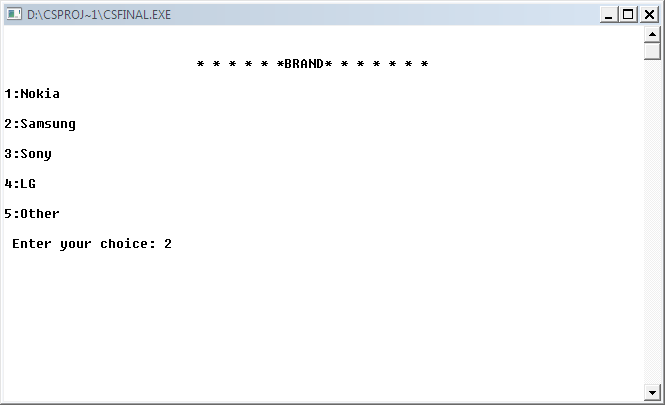 D:\CSPROJ~1\CSFINAL.EXE
* * * * * *BRAND* * * * * * *
1:Nokia
2:Samsung
3:Sony
4:LG
5:Other
Enter your choice: 2